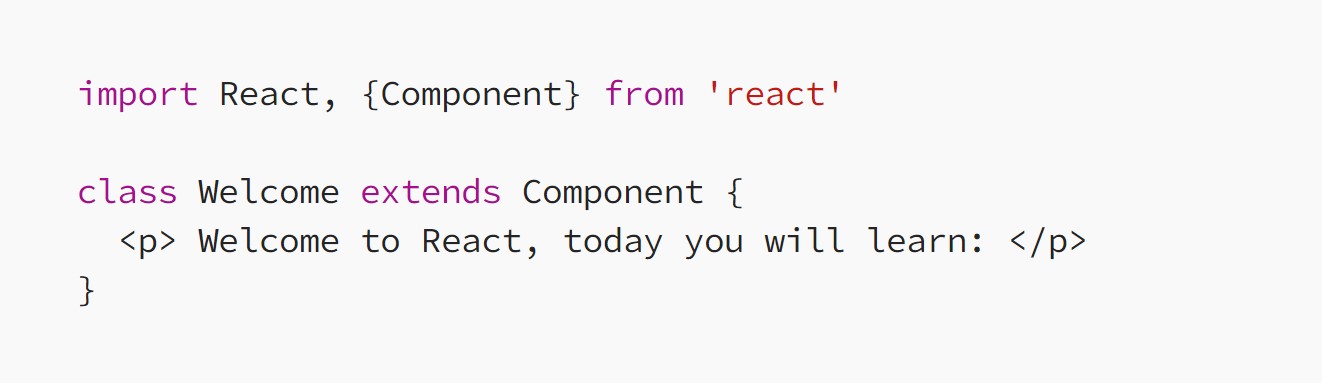 import React, {Component} from 'react'
class Welcome extends Component {
<p> Welcome to React, today you will learn: </p>
}